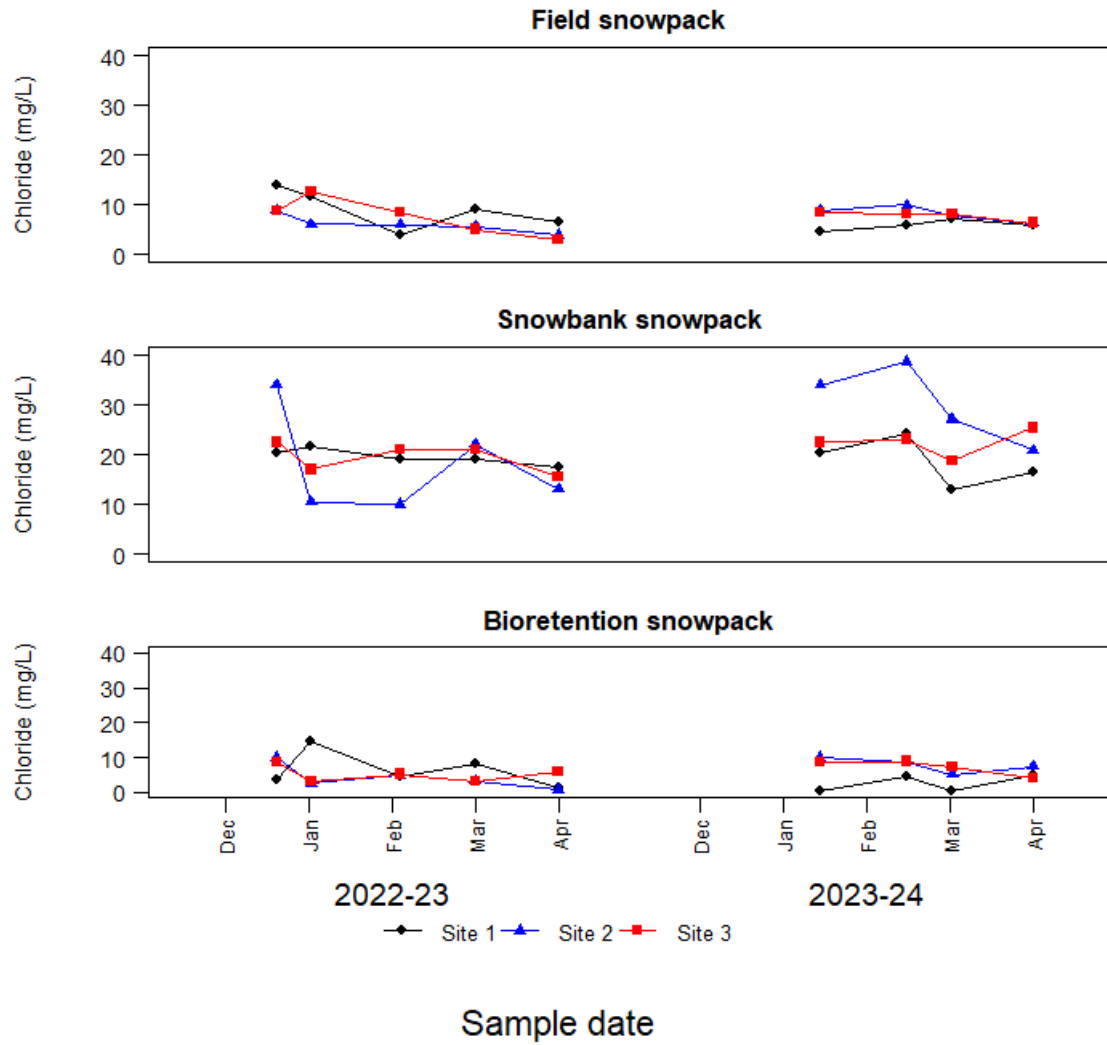 Field snowpack
Chloride (mg/L)
40
30
20
10
0
Snowbank snowpack
Chloride (mg/L)
40
30
20
10
0
Bioretention snowpack
Chloride (mg/L)
40
30
20
10
0
Dec Jan Feb Mar Apr Dec Jan Feb Mar Apr
2022-23 2023-24
Site 1 Site 2 Site 3
Sample date